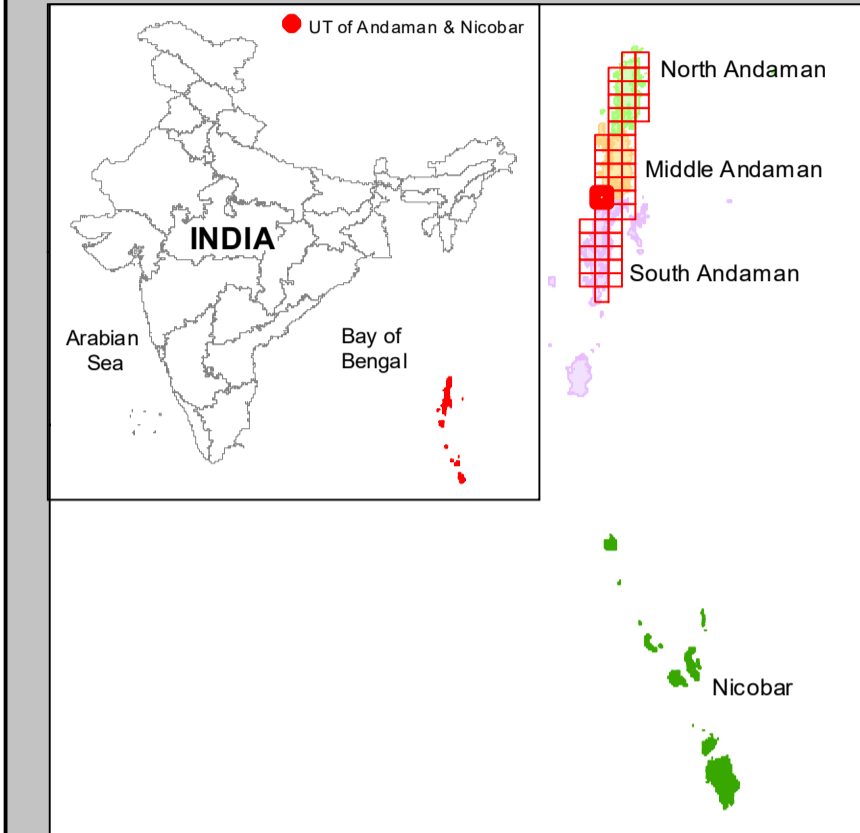 UT of Andaman & Nicobar
North Andaman
Middle Andaman
INDIA
South Andaman
Arabian
Sea
Bay of
Bengal
Nicobar